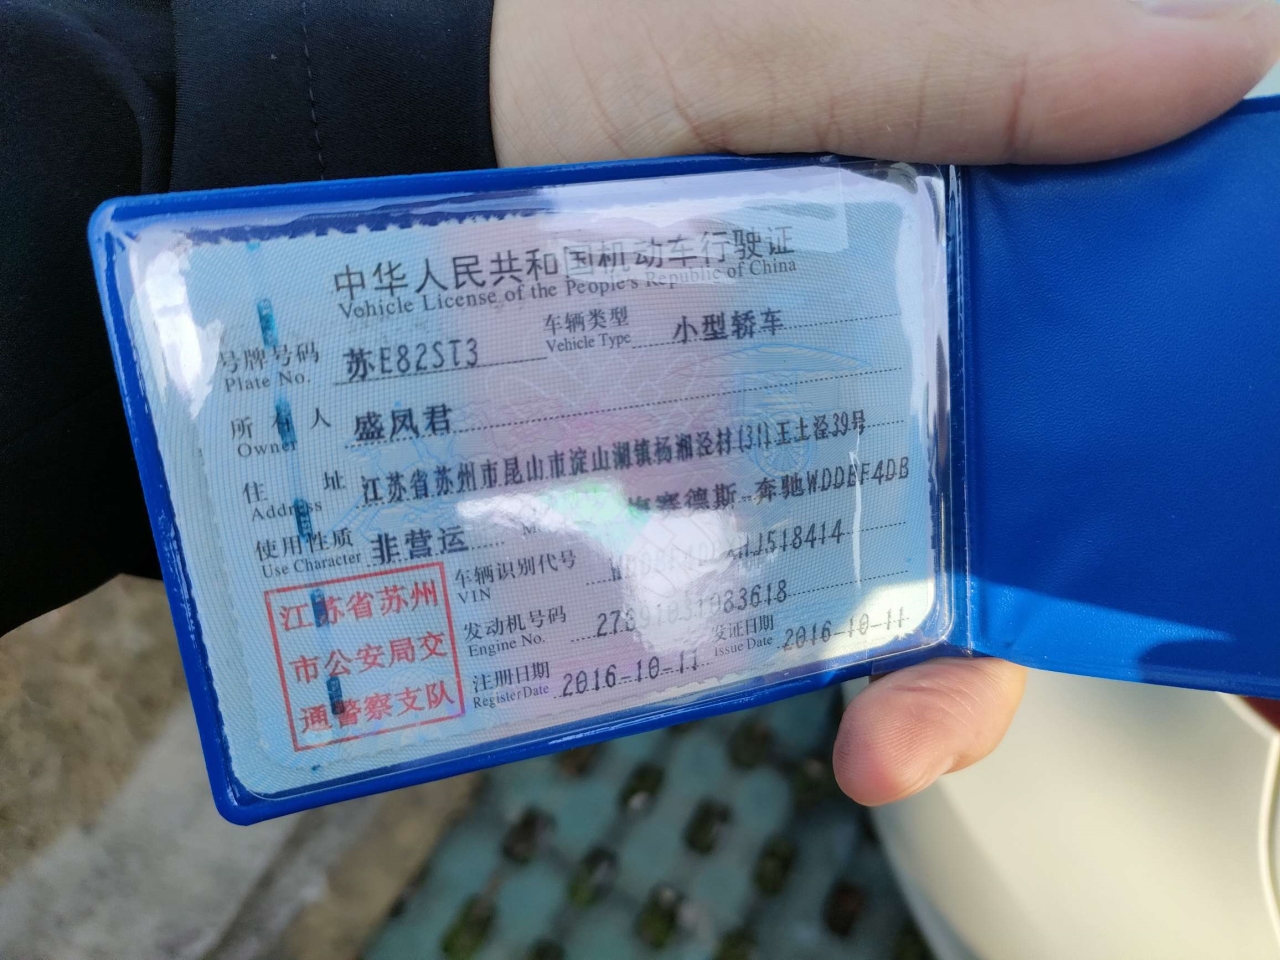 中华人民共和国机动车行驶证
Vehicle License of the People's Republic of China
号牌号码 苏E82ST3 车辆类型 小型轿车
Plate No. Vehicle Type
所有人 盛凤君
Owner
住址 江苏省苏州市昆山市淀山湖镇杨湘泾村(31)王土泾39号
Address
使用性质 非营运 梅赛德斯-奔驰WDDBF4DB
Use Character
车辆识别代号 1J518414
VIN
发动机号码
Engine No.
注册日期 2016-10-11 发证日期 2016-10-11
Register Date Issue Date
江苏省苏州
市公安局交
通警察支队